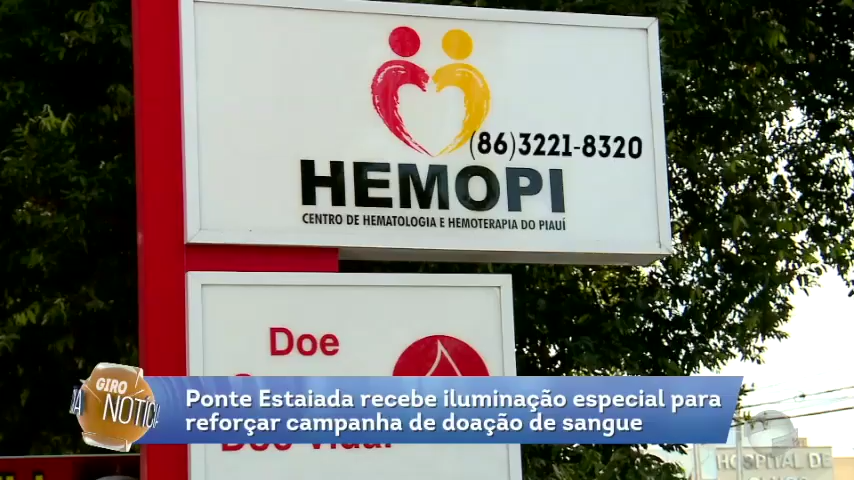 (86)3221-8320
HEMOPI
CENTRO DE HEMATOLOGIA E HEMOTERAPIA DO PIAUÍ
Doe
GIRO
NOTÍCI
Ponte Estaiada recebe iluminação especial para
reforçar campanha de doação de sangue
HOSPITAL DE